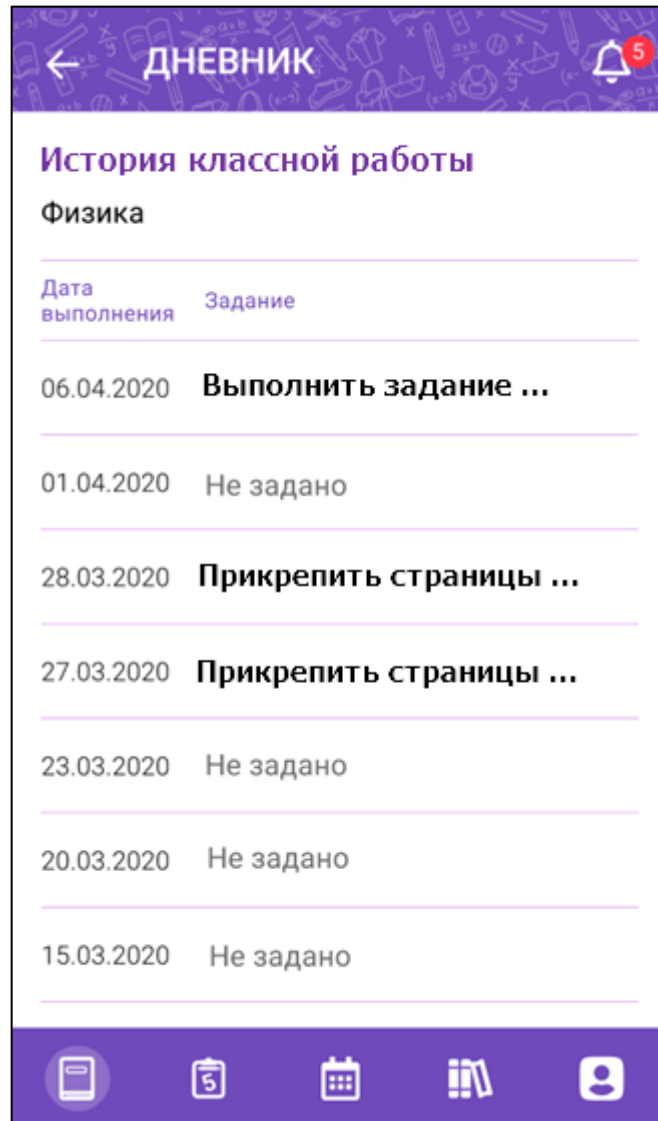 ДНЕВНИК
5
История классной работы
Физика
Дата
выполнения
Задание
06.04.2020 Выполнить задание ...
01.04.2020 Не задано
28.03.2020 Прикрепить страницы ...
27.03.2020 Прикрепить страницы ...
23.03.2020 Не задано
20.03.2020 Не задано
15.03.2020 Не задано
5